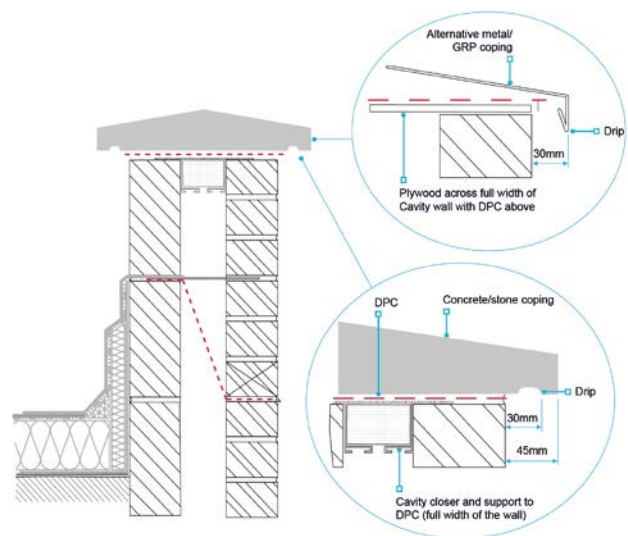 Alternative metal/
GRP coping
Drip
30mm
Plywood across full width of
Cavity wall with DPC above
DPC
Concrete/stone coping
Drip
30mm
45mm
Cavity closer and support to
DPC (full width of the wall)